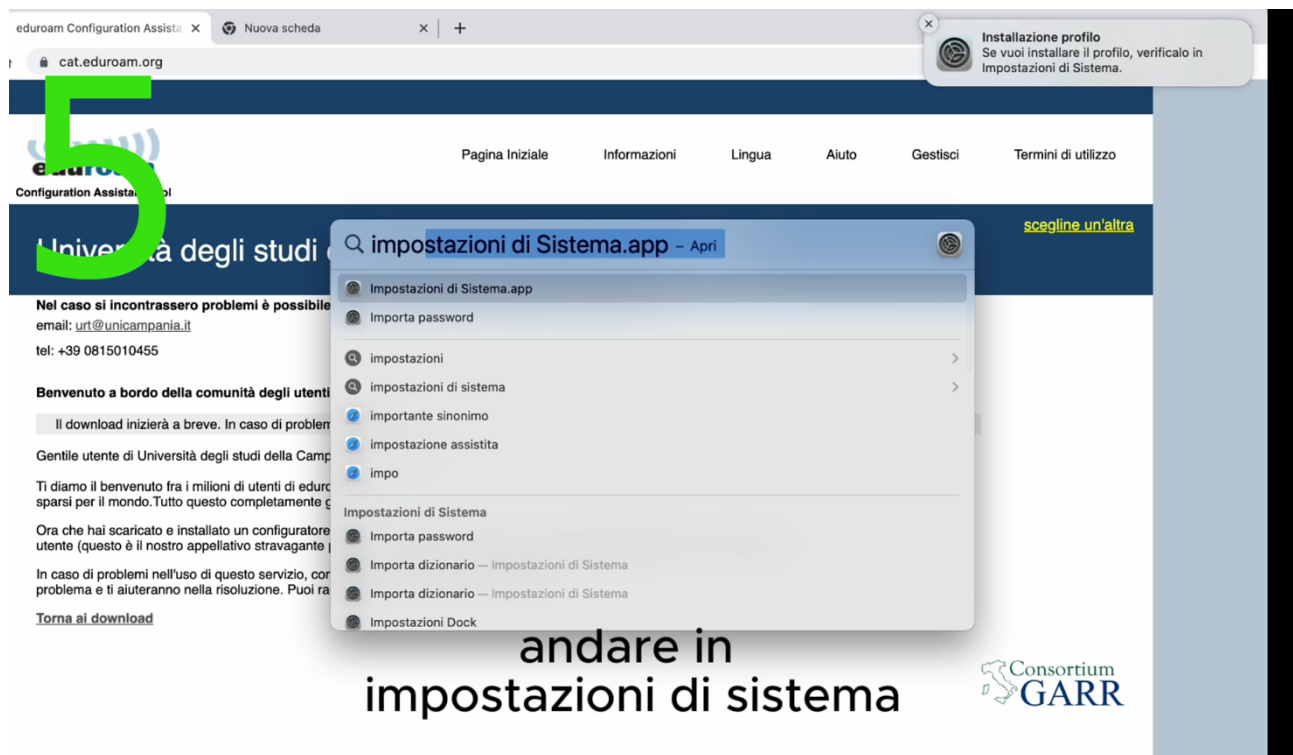 eduroam Configuration Assista
Nuova scheda
cat.eduroam.org
Installazione profilo
Se vuoi installare il profilo, verificalo in
Impostazioni di Sistema.
5
Pagina Iniziale
Informazioni
Lingua
Aiuto
Gestisci
Termini di utilizzo
Configuration Assista
scegline un'altra
degli studi
impostazioni di Sistema.app – Apri
Impostazioni di Sistema.app
Importa password
impostazioni
impostazioni di sistema
importante sinonimo
impostazione assistita
impo
Impostazioni di Sistema
Importa password
Importa dizionario — Impostazioni di Sistema
Importa dizionario — Impostazioni di Sistema
Impostazioni Dock
Nel caso si incontrassero problemi è possibile
email: urt@unicampania.it
tel: +39 0815010455
Benvenuto a bordo della comunità degli utenti
Il download inizierà a breve. In caso di problem
Gentile utente di Università degli studi della Camp
Ti diamo il benvenuto fra i milioni di utenti di eduro
sparsi per il mondo.Tutto questo completamente g
Ora che hai scaricato e installato un configuratore
utente (questo è il nostro appellativo stravagante
In caso di problemi nell'uso di questo servizio, con
problema e ti aiuteranno nella risoluzione. Puoi ra
Torna ai download
andare in
impostazioni di sistema
Consortium
GARR